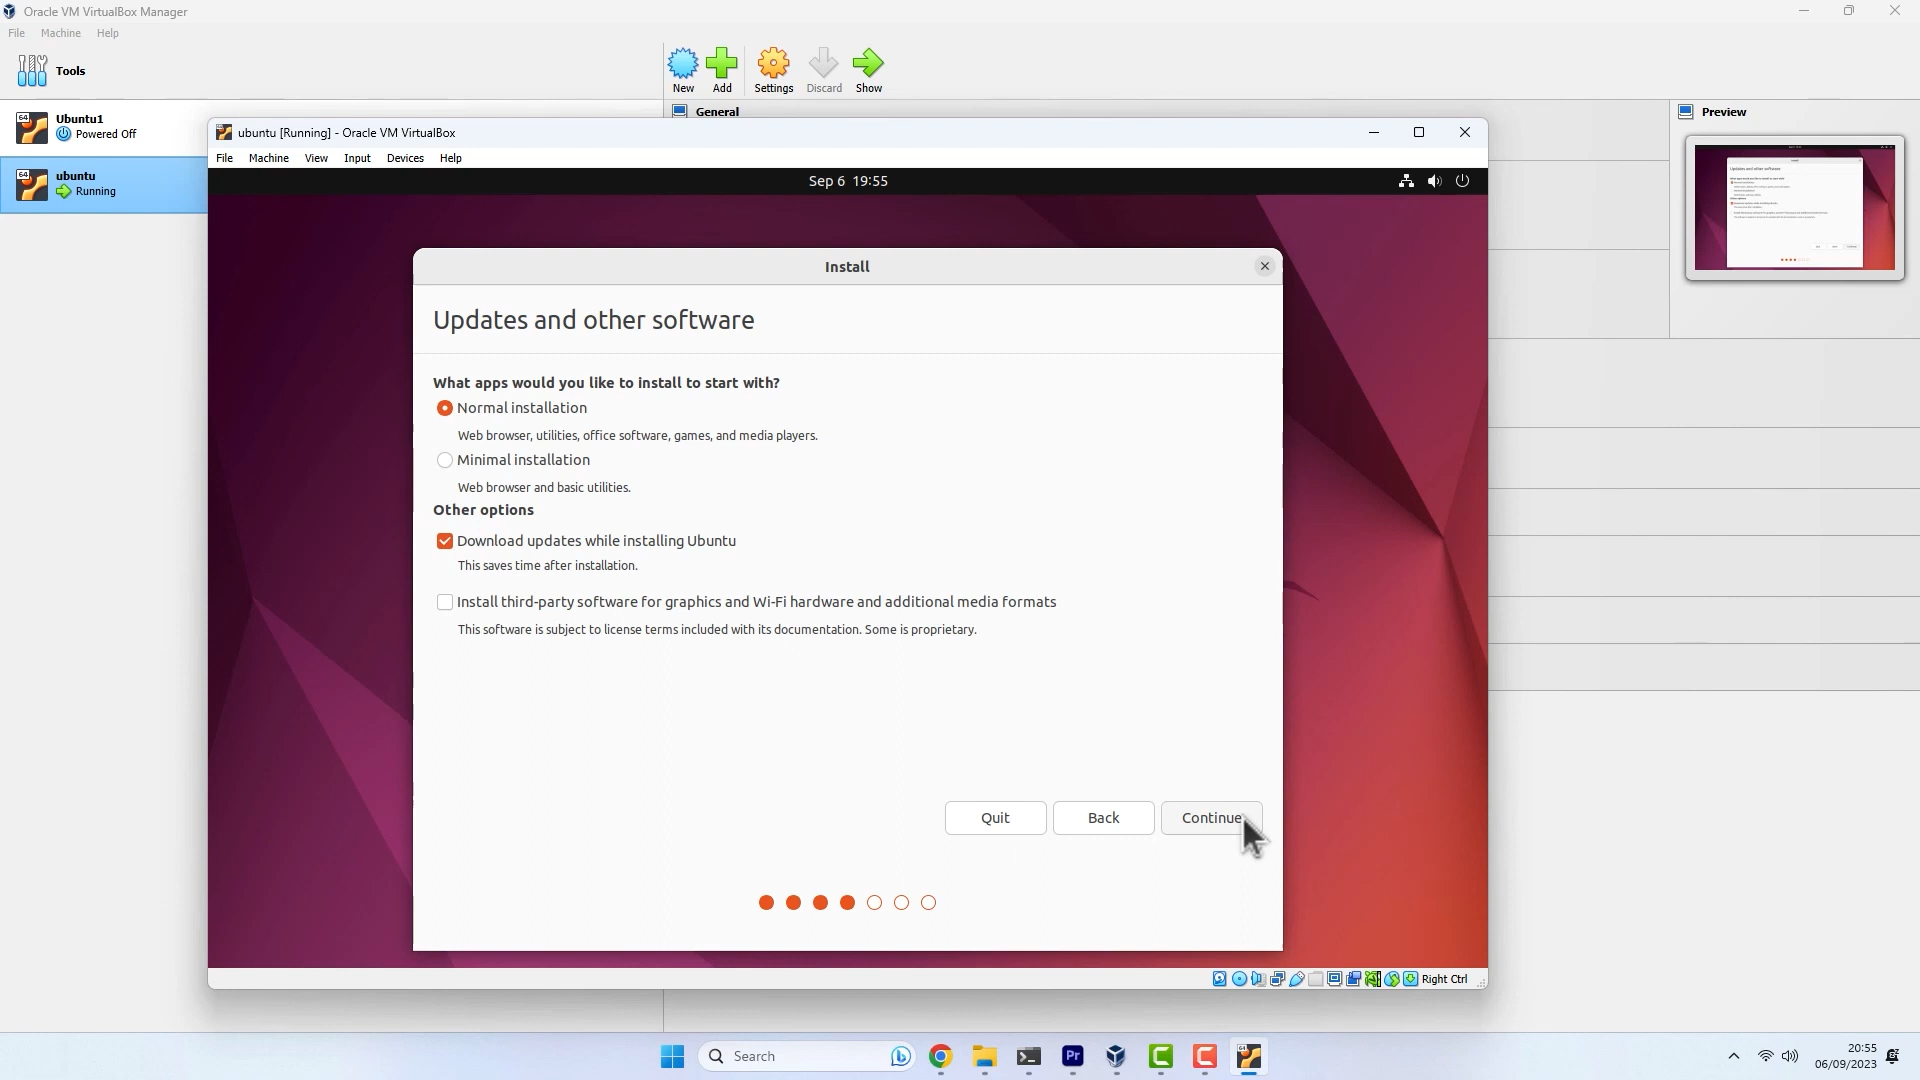 Oracle VM VirtualBox Manager
File Machine Help
Tools
New Add Settings Discard Show
64 Ubuntu1
Powered Off
64 ubuntu
Running
General
Preview
ubuntu [Running] - Oracle VM VirtualBox
File Machine View Input Devices Help
Sep 6 19:55
Install
Updates and other software
What apps would you like to install to start with?
Normal installation
Web browser, utilities, office software, games, and media players.
Minimal installation
Web browser and basic utilities.
Other options
Download updates while installing Ubuntu
This saves time after installation.
Install third-party software for graphics and Wi-Fi hardware and additional media formats
This software is subject to license terms included with its documentation. Some is proprietary.
Quit Back Continue
Right Ctrl
Search
Pr
64
20:55
06/09/2023